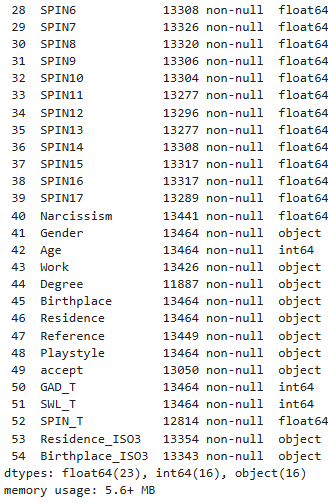 28 SPIN6 13308 non-null float64
29 SPIN7 13326 non-null float64
30 SPIN8 13320 non-null float64
31 SPIN9 13306 non-null float64
32 SPIN10 13304 non-null float64
33 SPIN11 13277 non-null float64
34 SPIN12 13296 non-null float64
35 SPIN13 13277 non-null float64
36 SPIN14 13308 non-null float64
37 SPIN15 13317 non-null float64
38 SPIN16 13317 non-null float64
39 SPIN17 13289 non-null float64
40 Narcissism 13441 non-null float64
41 Gender 13464 non-null object
42 Age 13464 non-null int64
43 Work 13426 non-null object
44 Degree 11887 non-null object
45 Birthplace 13464 non-null object
46 Residence 13464 non-null object
47 Reference 13449 non-null object
48 Playstyle 13464 non-null object
49 accept 13050 non-null object
50 GAD_T 13464 non-null int64
51 SWL_T 13464 non-null int64
52 SPIN_T 12814 non-null float64
53 Residence_ISO3 13354 non-null object
54 Birthplace_ISO3 13343 non-null object
dtypes: float64(23), int64(16), object(16)
memory usage: 5.6+ MB